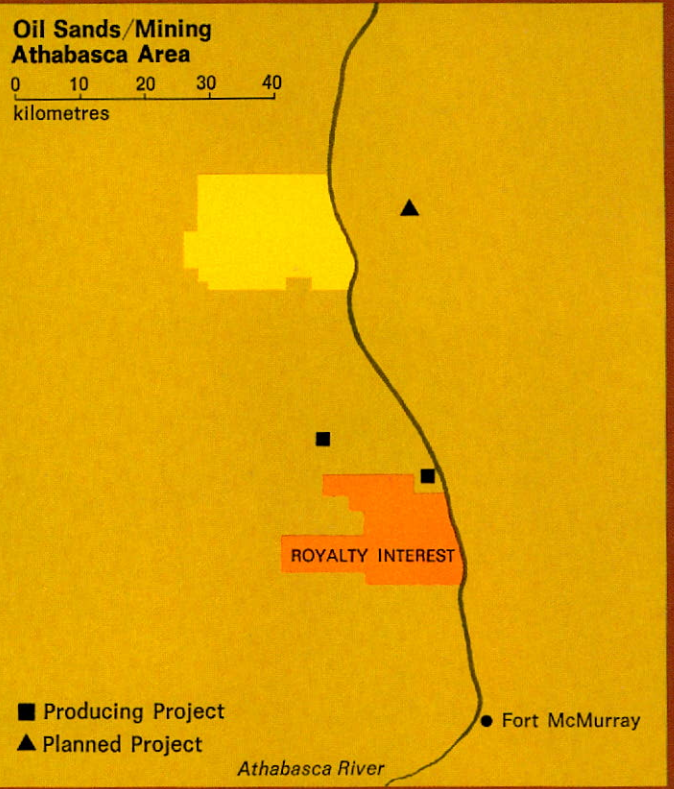 Oil Sands/Mining
Athabasca Area
0 10 20 30 40
kilometres
ROYALTY INTEREST
Producing Project
Planned Project
Fort McMurray
Athabasca River